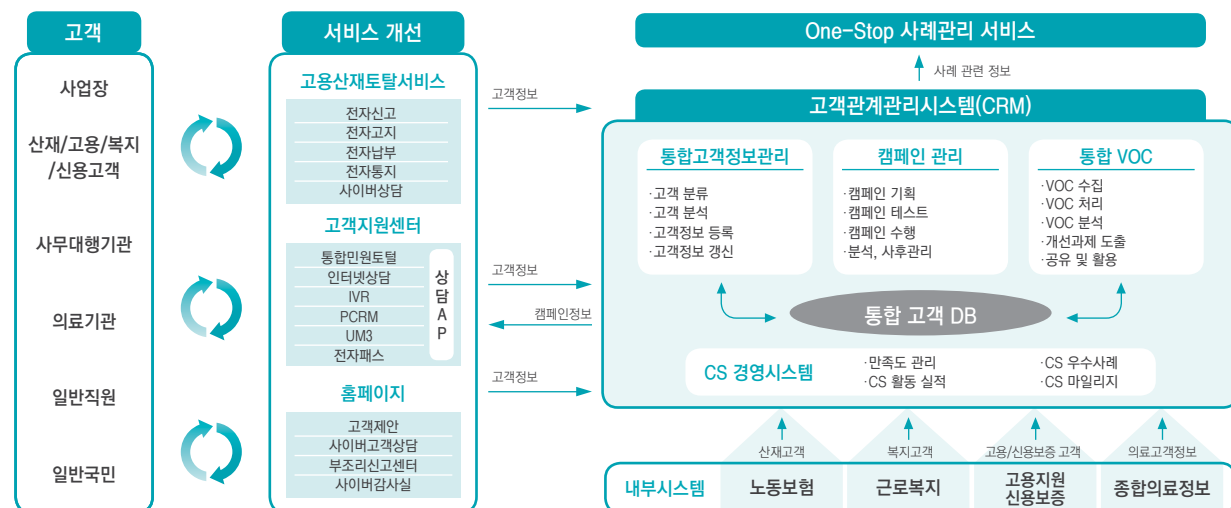 고객
사업장
산재/고용/복지
/신용고객
사무대행기관
의료기관
일반직원
일반국민
서비스 개선
고용산재토탈서비스
전자신고
전자고지
전자납부
전자통지
사이버상담
고객지원센터
통합민원토털
인터넷상담
IVR
PCRM
UM3
전자패스
상
담
A
P
홈페이지
고객제안
사이버고객상담
부조리신고센터
사이버감사실
고객정보
고객정보
캠페인정보
고객정보
One-Stop 사례관리 서비스
사례 관련 정보
고객관계관리시스템(CRM)
통합고객정보관리
·고객 분류
·고객 분석
·고객정보 등록
·고객정보 갱신
캠페인 관리
·캠페인 기획
·캠페인 테스트
·캠페인 수행
·분석, 사후관리
통합 VOC
·VOC 수집
·VOC 처리
·VOC 분석
·개선과제 도출
·공유 및 활용
통합 고객 DB
CS 경영시스템
·만족도 관리
·CS 활동 실적
·CS 우수사례
·CS 마일리지
산재고객
복지고객
고용/신용보증 고객
의료고객정보
내부시스템
노동보험
근로복지
고용지원
신용보증
종합의료정보